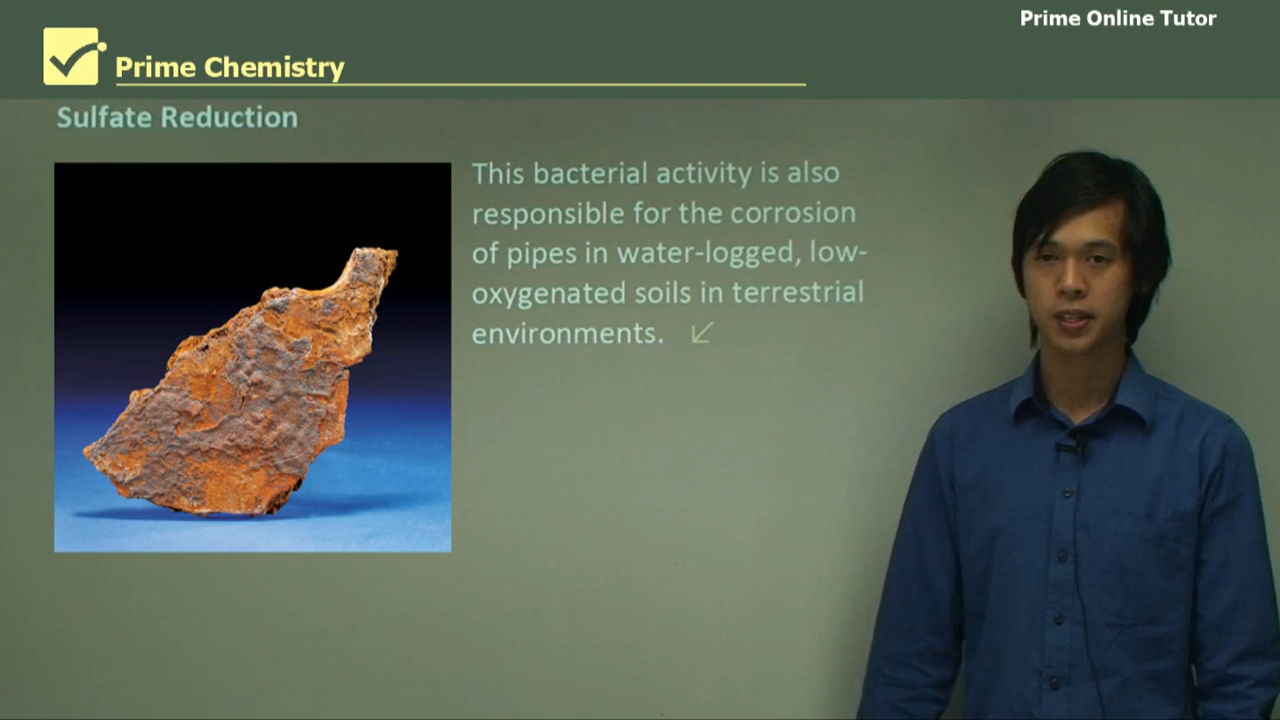 Prime Online Tutor
Prime Chemistry
Sulfate Reduction
This bacterial activity is also
responsible for the corrosion
of pipes in water-logged, low-
oxygenated soils in terrestrial
environments.